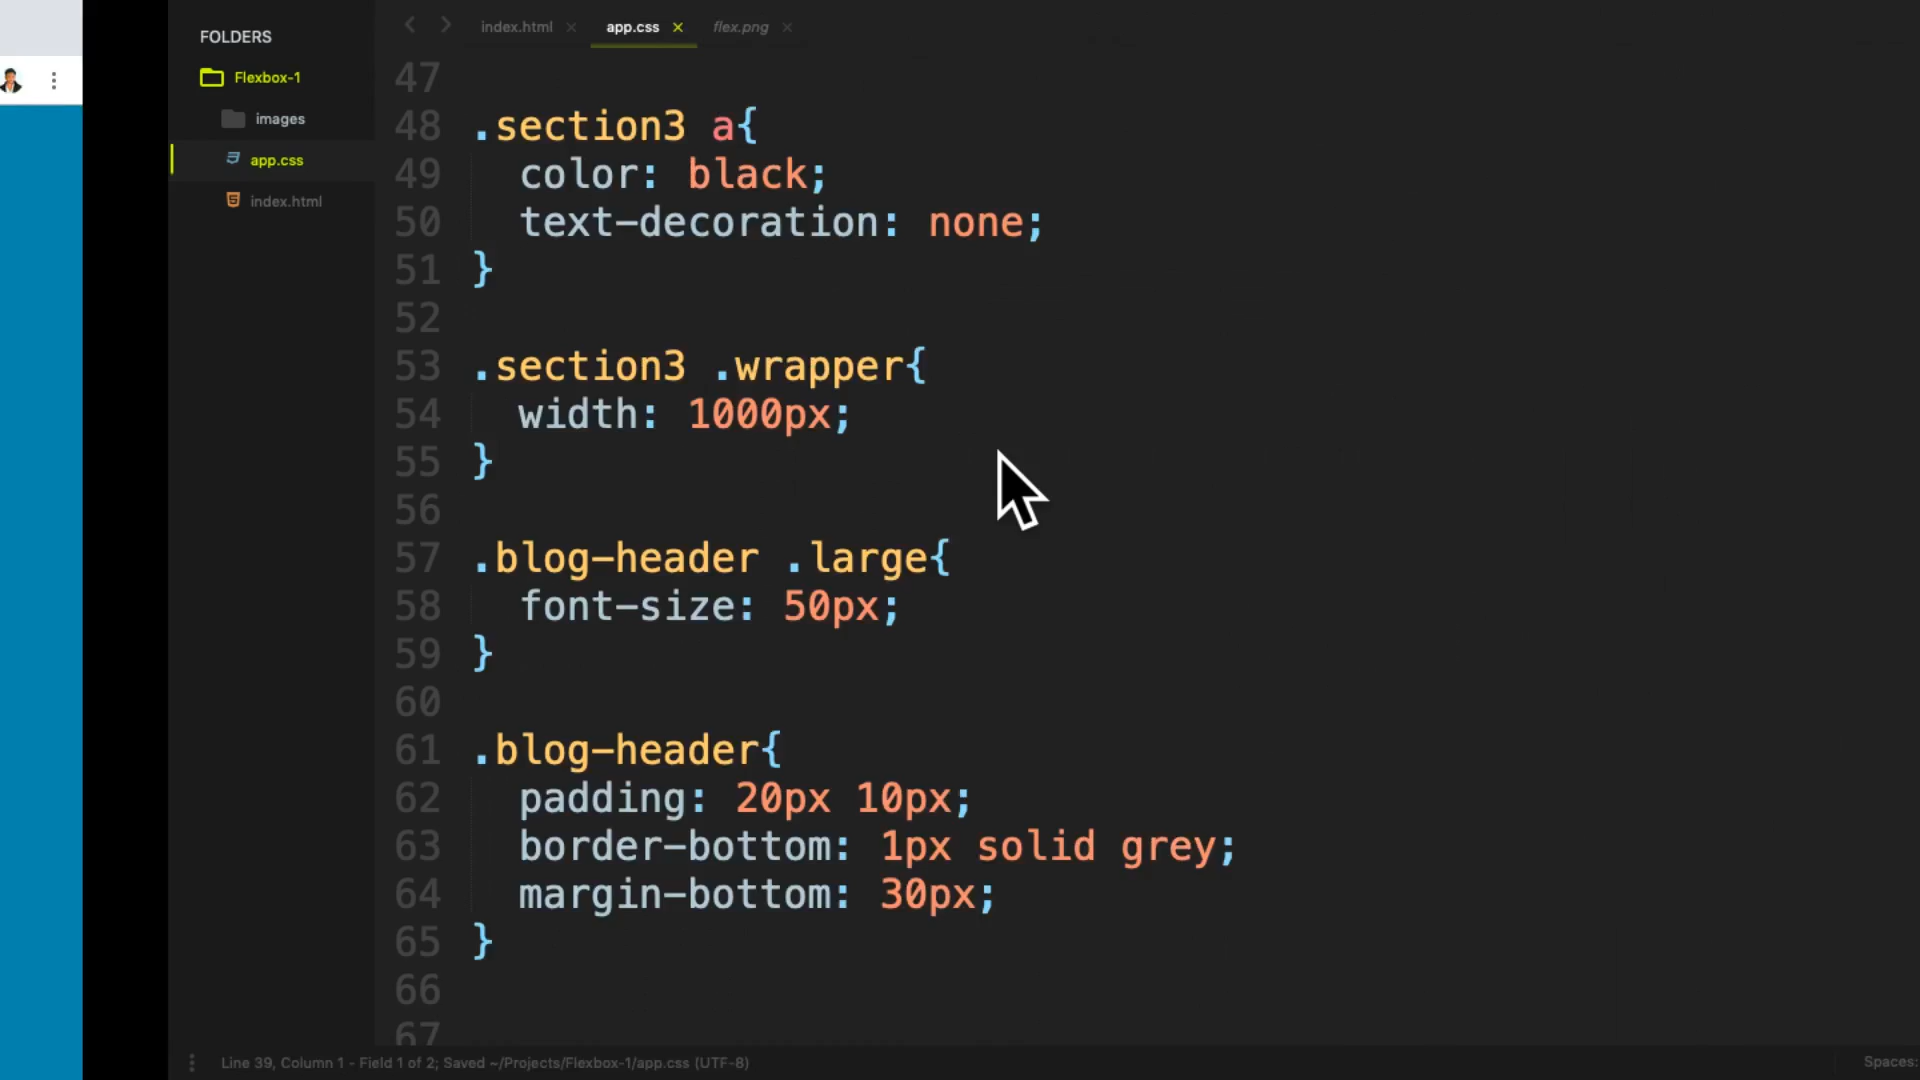 FOLDERS
Flexbox-1
images
app.css
index.html
index.html
app.css
flex.png
47
48 .section3 a{
49 color: black;
50 text-decoration: none;
51 }
52
53 .section3 .wrapper{
54 width: 1000px;
55 }
56
57 .blog-header .large{
58 font-size: 50px;
59 }
60
61 .blog-header{
62 padding: 20px 10px;
63 border-bottom: 1px solid grey;
64 margin-bottom: 30px;
65 }
66
67
Line 39, Column 1 - Field 1 of 2; Saved ~/Projects/Flexbox-1/app.css (UTF-8)
Spaces: